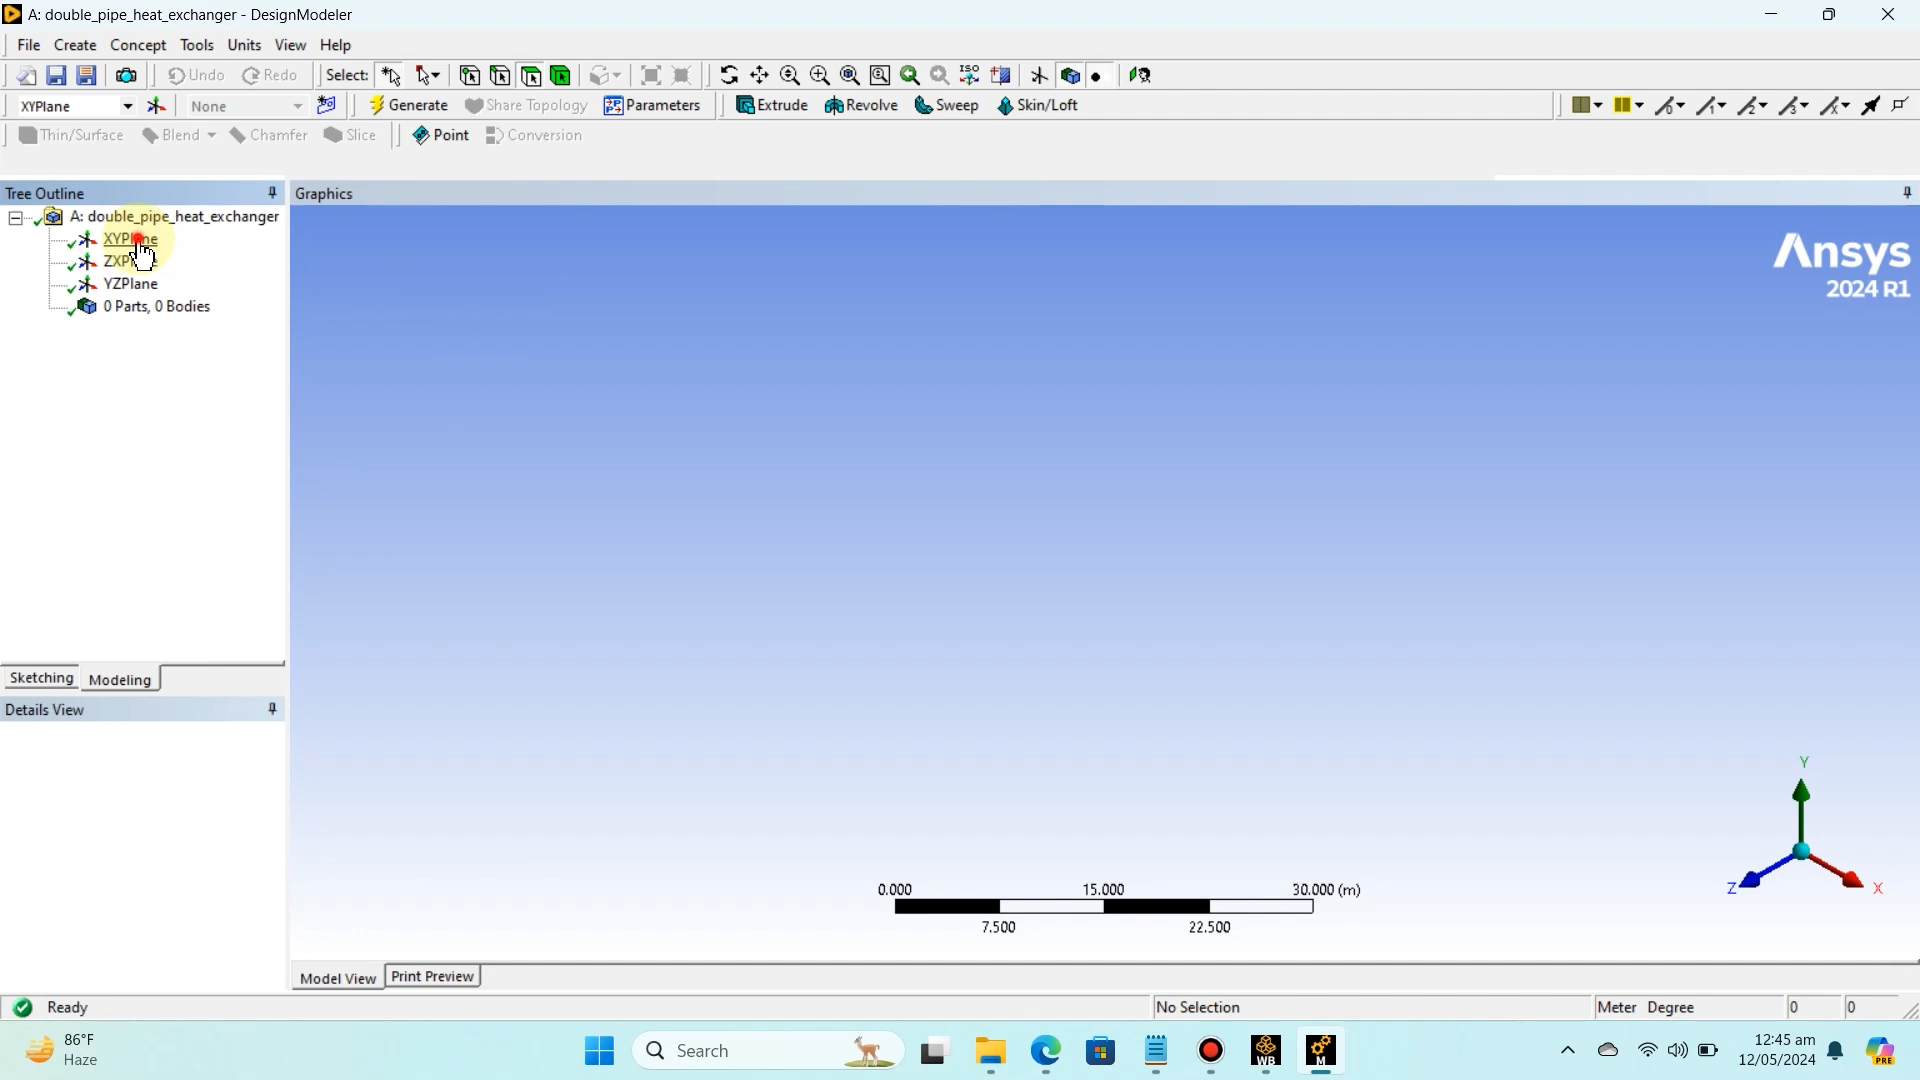 A: double_pipe_heat_exchanger - DesignModeler
File Create Concept Tools Units View Help
Undo Redo Select: ISO
XYPlane None Generate Share Topology Parameters Extrude Revolve Sweep Skin/Loft
Thin/Surface Blend Chamfer Slice Point Conversion
Tree Outline
Graphics
A: double_pipe_heat_exchanger
XYPlane
ZXPlane
YZPlane
0 Parts, 0 Bodies
Ansys
2024 R1
Sketching Modeling
Details View
Y
Z
X
0.000 15.000 30.000 (m)
7.500 22.500
Model View Print Preview
Ready
No Selection
Meter Degree
0
0
86°F
Haze
Search
WB
M
12:45 am
12/05/2024
PRE